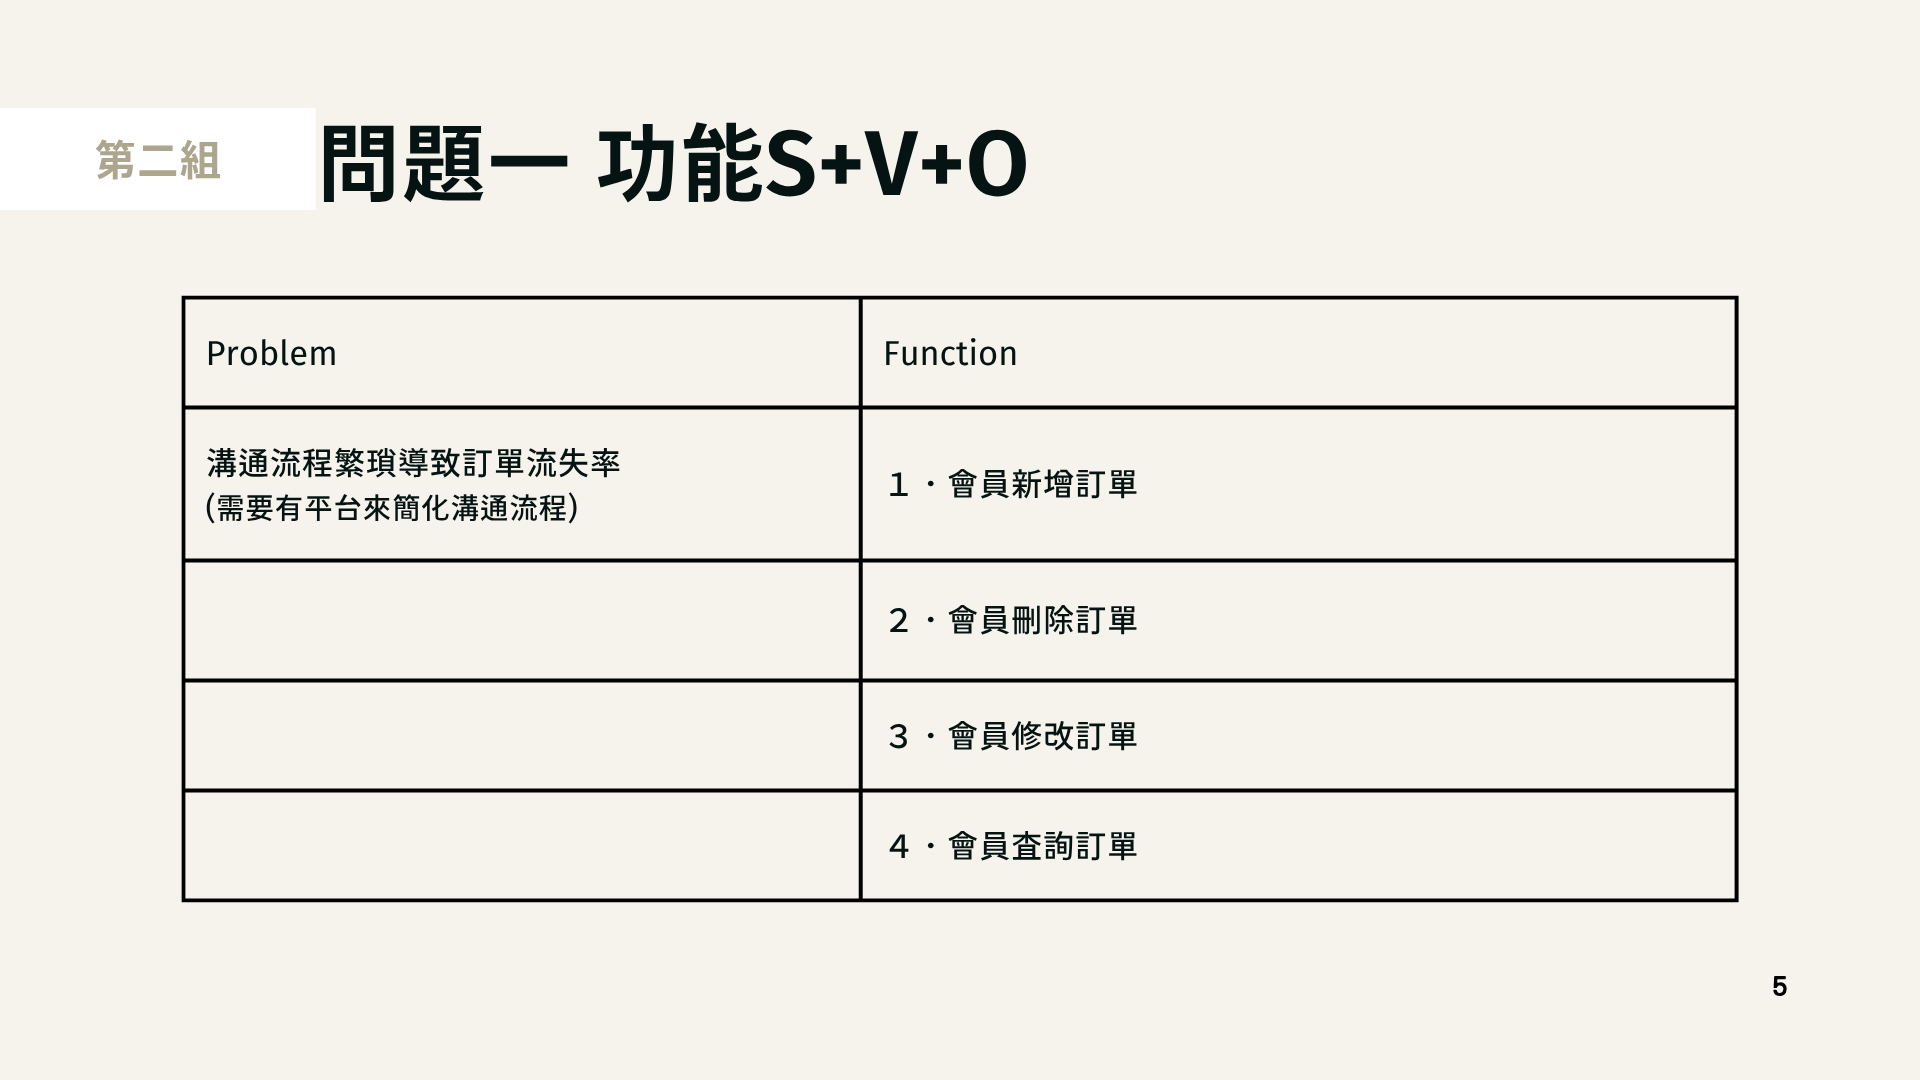 第二組
問題一 功能S+V+O
Problem
Function
溝通流程繁瑣導致訂單流失率
(需要有平台來簡化溝通流程)
１．會員新增訂單
２．會員刪除訂單
３．會員修改訂單
４．會員查詢訂單
5